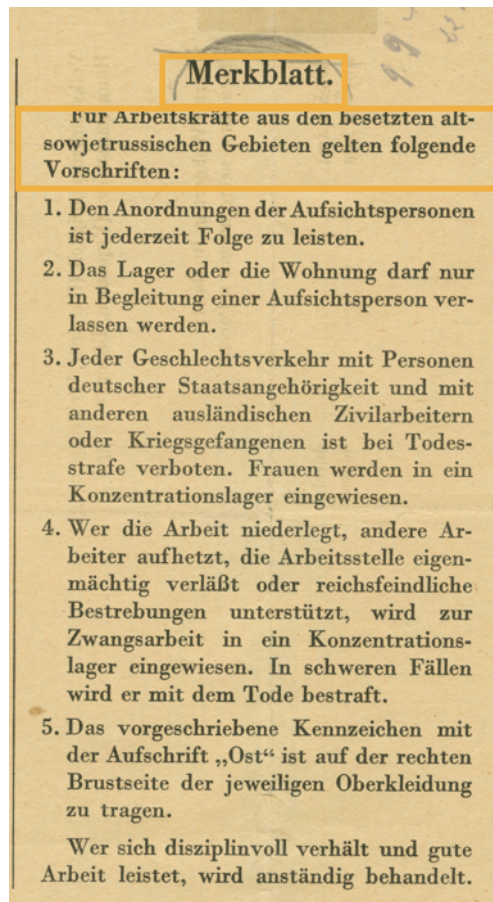 Merkblatt.
Für Arbeitskräfte aus den besetzten alt-
sowjetrussischen Gebieten gelten folgende
Vorschriften:
1. Den Anordnungen der Aufsichtspersonen
ist jederzeit Folge zu leisten.
2. Das Lager oder die Wohnung darf nur
in Begleitung einer Aufsichtsperson ver-
lassen werden.
3. Jeder Geschlechtsverkehr mit Personen
deutscher Staatsangehörigkeit und mit
anderen ausländischen Zivilarbeitern
oder Kriegsgefangenen ist bei Todes-
strafe verboten. Frauen werden in ein
Konzentrationslager eingewiesen.
4. Wer die Arbeit niederlegt, andere Ar-
beiter aufhetzt, die Arbeitsstelle eigen-
mächtig verläßt oder reichsfeindliche
Bestrebungen unterstützt, wird zur
Zwangsarbeit in ein Konzentrations-
lager eingewiesen. In schweren Fällen
wird er mit dem Tode bestraft.
5. Das vorgeschriebene Kennzeichen mit
der Aufschrift „Ost“ ist auf der rechten
Brustseite der jeweiligen Oberkleidung
zu tragen.
Wer sich disziplinvoll verhält und gute
Arbeit leistet, wird anständig behandelt.